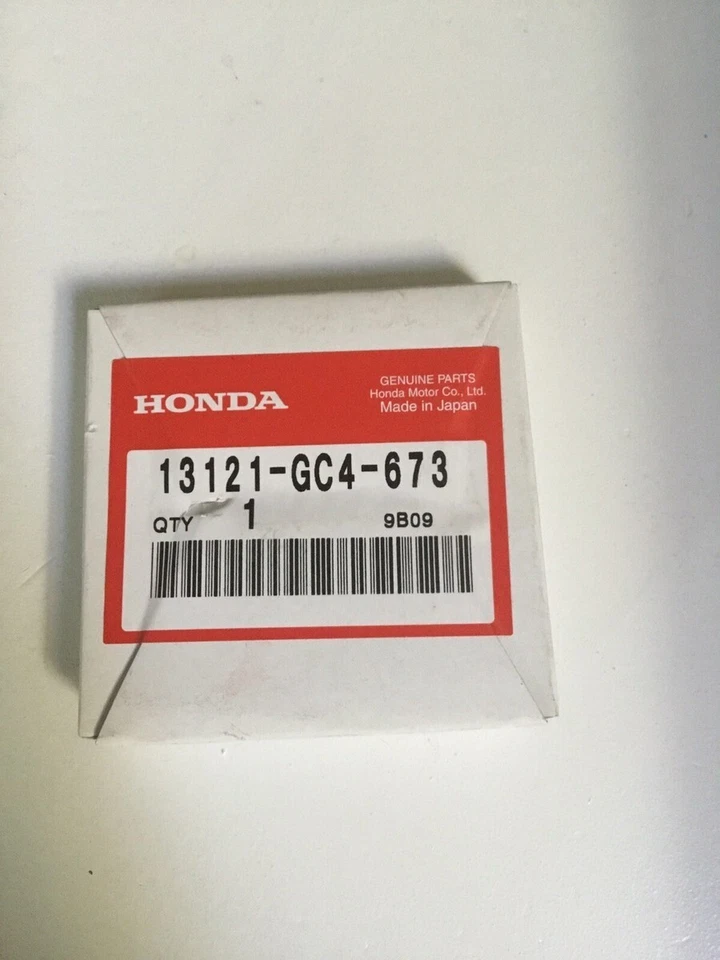 HONDA
GENUINE PARTS
Honda Motor Co., Ltd.
Made in Japan
13121-GC4-673
QTY 1 9B09